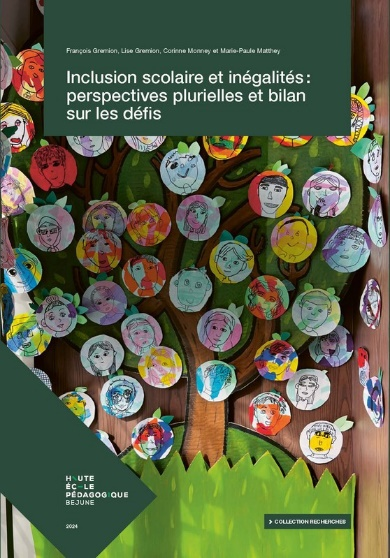 François Gremion, Lise Gremion, Corinne Monney et Marie-Paule Matthey
Inclusion scolaire et inégalités :
perspectives plurielles et bilan
sur les défis
HAUTE
ÉCOLE
PÉDAGOGIQUE
BEJUNE
2024
> COLLECTION RECHERCHES